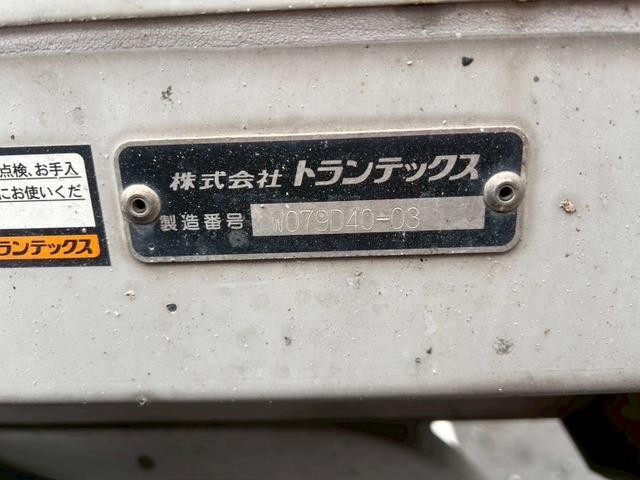 点検、お手入
にお使いくだ
ランテックス
株式会社 トランテックス
製造番号 W079D40-03